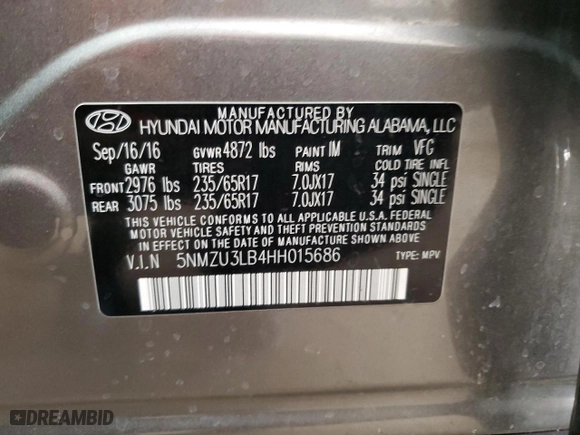 MANUFACTURED BY
HYUNDAI MOTOR MANUFACTURING ALABAMA, LLC
Sep/16/16 GVWR 4872 lbs PAINT IM TRIM VFC
GAWR TIRES RIMS COLD TIRE INFL
FRONT 2976 lbs 235/65R17 7.0JX17 34 psi SINGLE
REAR 3075 lbs 235/65R17 7.0JX17 34 psi SINGLE
THIS VEHICLE CONFORMS TO ALL APPLICABLE U.S.A. FEDERAL
MOTOR VEHICLE SAFETY AND THEFT PREVENTION STANDARDS
IN EFFECT ON THE DATE OF MANUFACTURE SHOWN ABOVE.
V.I.N 5NMZU3LB4HH015686 TYPE: MPV
DREAMBID